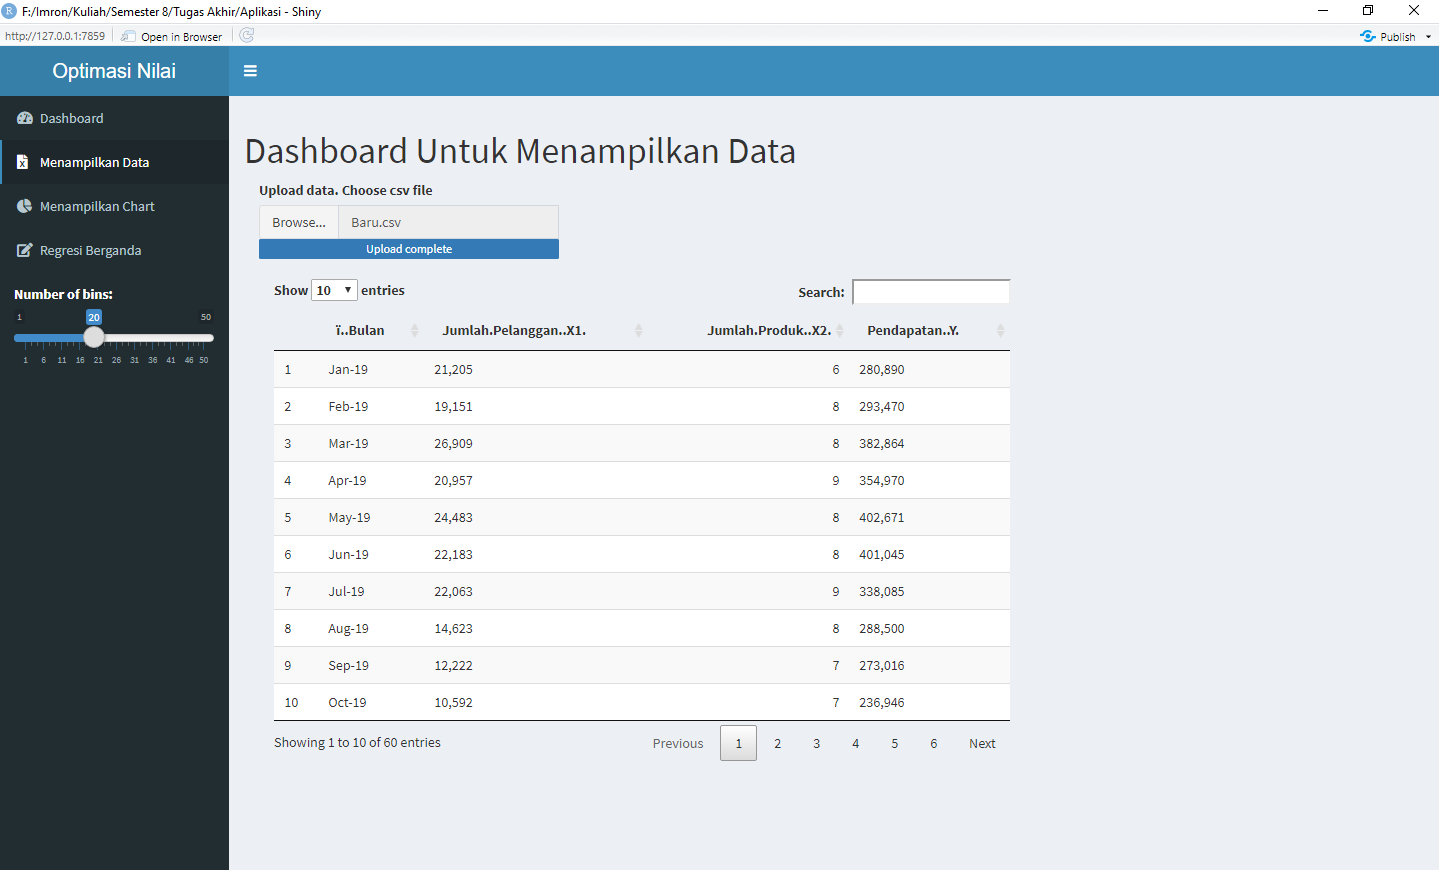 F:/Imron/Kuliah/Semester 8/Tugas Akhir/Aplikasi - Shiny
http://127.0.0.1:7859 Open in Browser Publish
Optimasi Nilai
Dashboard
Menampilkan Data
Menampilkan Chart
Regresi Berganda
Number of bins:
1 20 50
1 6 11 16 21 26 31 36 41 46 50
Dashboard Untuk Menampilkan Data
Upload data. Choose csv file
Browse... Baru.csv
Upload complete
Show 10 entries Search:
ï..Bulan Jumlah.Pelanggan..X1. Jumlah.Produk..X2. Pendapatan..Y.
1 Jan-19 21,205 6 280,890
2 Feb-19 19,151 8 293,470
3 Mar-19 26,909 8 382,864
4 Apr-19 20,957 9 354,970
5 May-19 24,483 8 402,671
6 Jun-19 22,183 8 401,045
7 Jul-19 22,063 9 338,085
8 Aug-19 14,623 8 288,500
9 Sep-19 12,222 7 273,016
10 Oct-19 10,592 7 236,946
Showing 1 to 10 of 60 entries Previous 1 2 3 4 5 6 Next